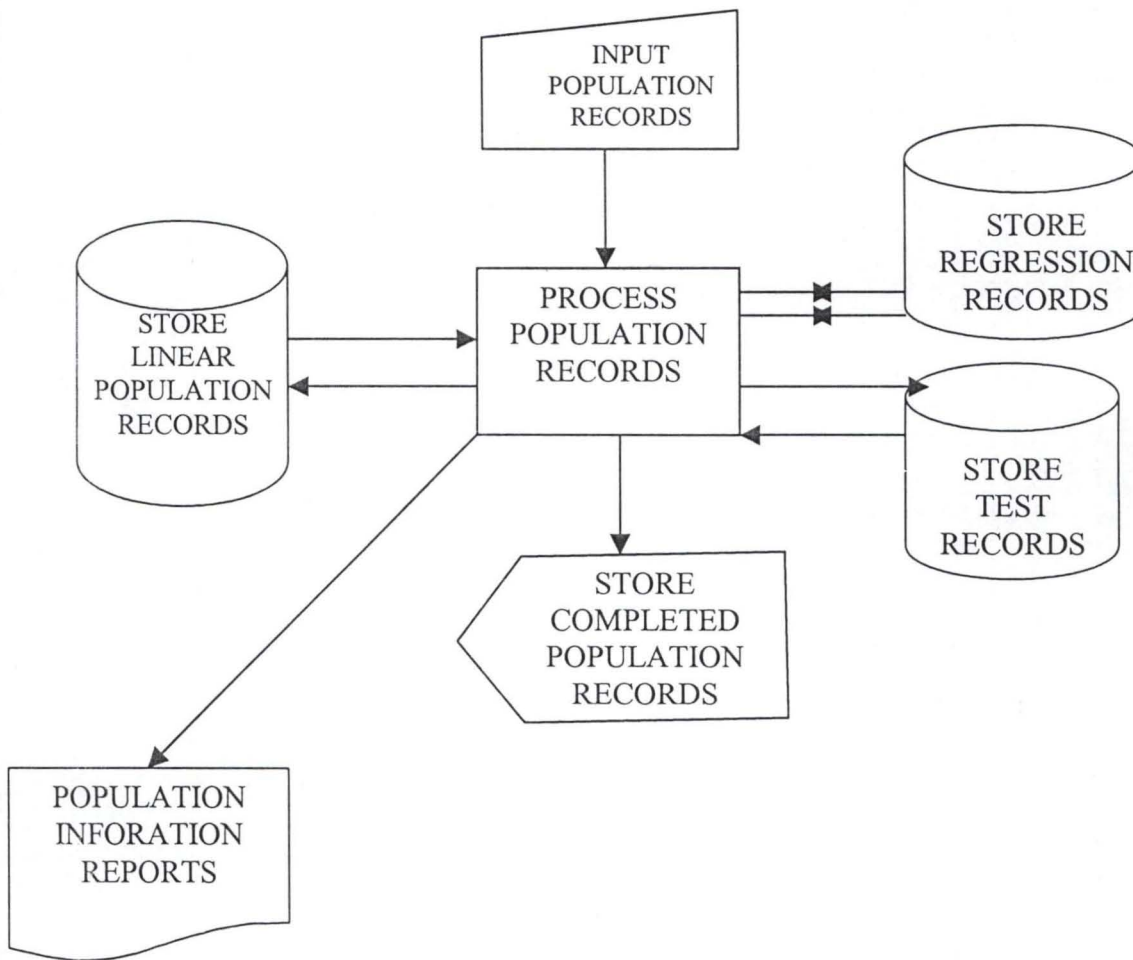 INPUT
POPULATION
RECORDS
STORE
REGRESSION
RECORDS
PROCESS
POPULATION
RECORDS
STORE
LINEAR
POPULATION
RECORDS
STORE
TEST
RECORDS
STORE
COMPLETED
POPULATION
RECORDS
POPULATION
INFORATION
REPORTS